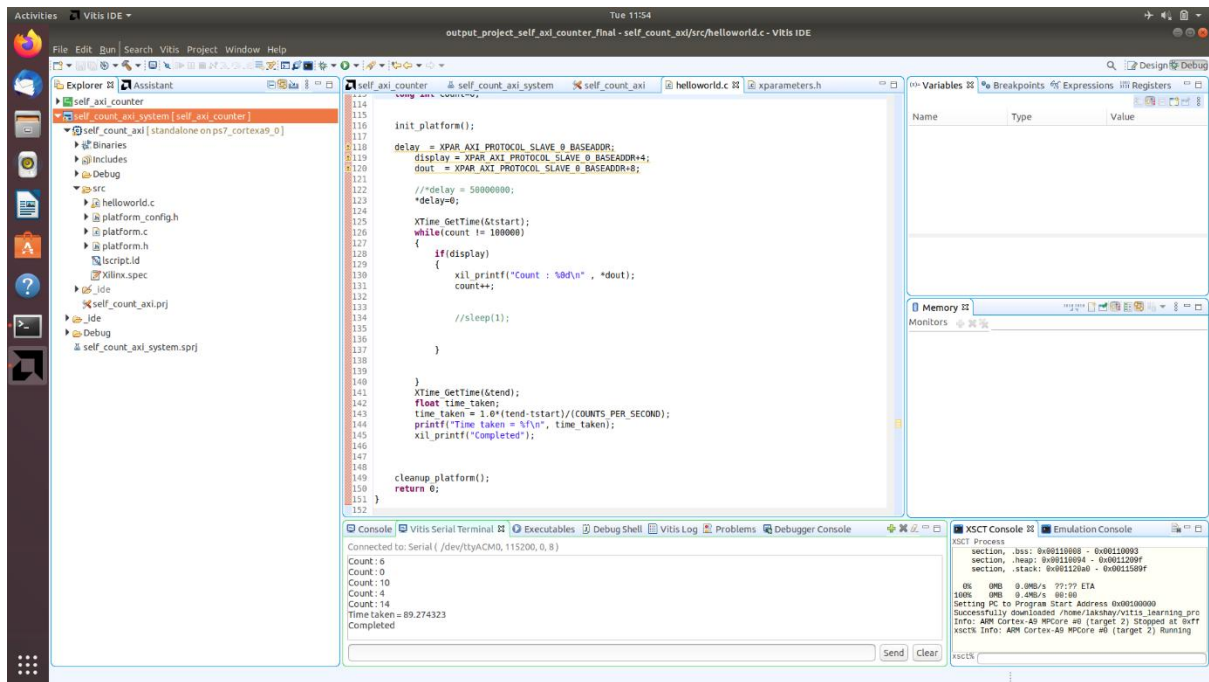 Activities Vitis IDE Tue 11:54
output_project_self_axi_counter_final - self_count_axi/src/helloworld.c - Vitis IDE
File Edit Run Search Vitis Project Window Help
Design Debug
Explorer Assistant
self_axi_counter
self_count_axi_system [ self_axi_counter ]
self_count_axi [ standalone on ps7_cortexa9_0 ]
Binaries
Includes
Debug
src
helloworld.c
platform_config.h
platform.c
platform.h
lscript.ld
Xilinx.spec
_ide
self_count_axi.prj
_ide
Debug
self_count_axi_system.sprj
self_axi_counter self_count_axi_system self_count_axi helloworld.c xparameters.h
113 long int count=0;
114
115
116 init_platform();
117
118 delay = XPAR_AXI_PROTOCOL_SLAVE_0_BASEADDR;
119 display = XPAR_AXI_PROTOCOL_SLAVE_0_BASEADDR+4;
120 dout = XPAR_AXI_PROTOCOL_SLAVE_0_BASEADDR+8;
121
122 //*delay = 50000000;
123 *delay=0;
124
125 XTime_GetTime(&tstart);
126 while(count != 100000)
127 {
128 if(display)
129 {
130 xil_printf("Count : %0d\n" , *dout);
131 count++;
132
133
134 //sleep(1);
135
136
137 }
138
139
140 }
141 XTime_GetTime(&tend);
142 float time_taken;
143 time_taken = 1.0*(tend-tstart)/(COUNTS_PER_SECOND);
144 printf("Time taken = %f\n", time_taken);
145 xil_printf("Completed");
146
147
148
149 cleanup_platform();
150 return 0;
151 }
152
Variables Breakpoints Expressions Registers
Name Type Value
Memory
Monitors
Console Vitis Serial Terminal Executables Debug Shell Vitis Log Problems Debugger Console
Connected to: Serial ( /dev/ttyACM0, 115200, 0, 8 )
Count : 6
Count : 0
Count : 10
Count : 4
Count : 14
Time taken = 89.274323
Completed
Send Clear
XSCT Console Emulation Console
XSCT Process
section, .bss: 0x00110008 - 0x00110093
section, .heap: 0x00110094 - 0x0011209f
section, .stack: 0x001120a0 - 0x0011589f
0% 0MB 0.0MB/s ??:?? ETA
100% 0MB 0.4MB/s 00:00
Setting PC to Program Start Address 0x00100000
Successfully downloaded /home/lakshay/vitis_learning_pro
Info: ARM Cortex-A9 MPCore #0 (target 2) Stopped at 0xff
xsct% Info: ARM Cortex-A9 MPCore #0 (target 2) Running
xsct%